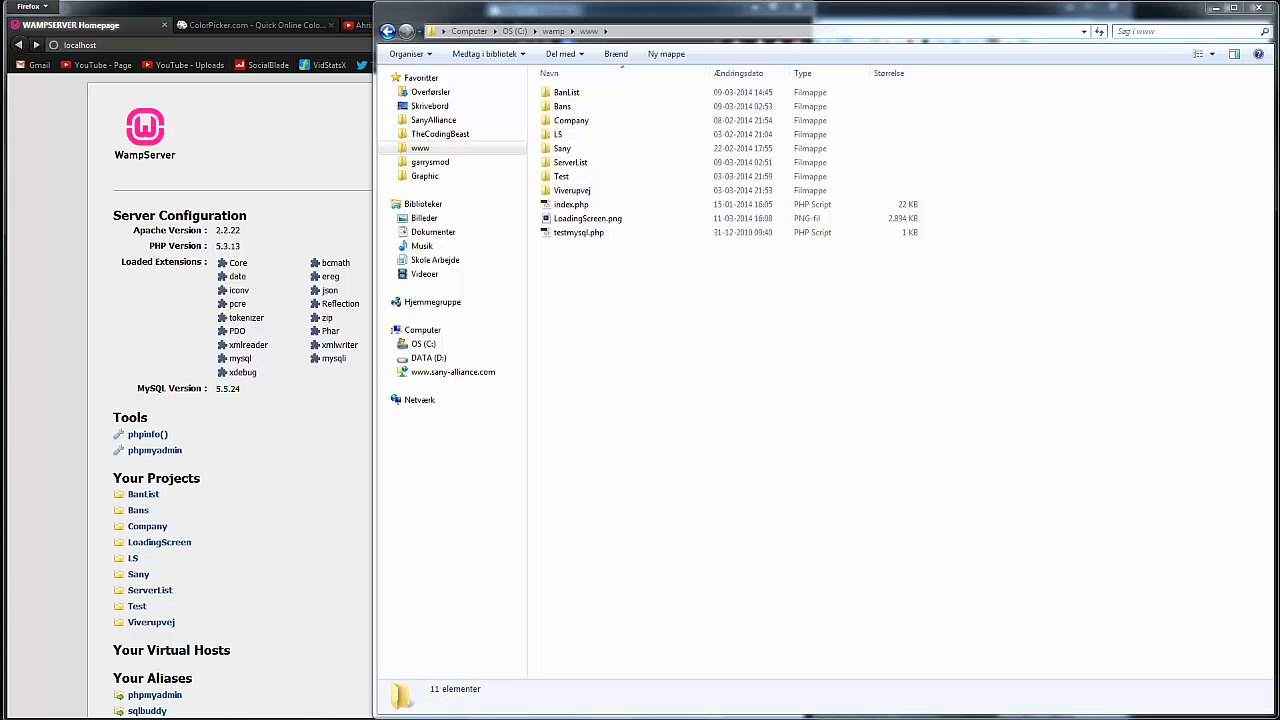 Firefox
WAMPSERVER Homepage
ColorPicker.com - Quick Online Colo...
Ahri
localhost
Gmail
YouTube - Page
YouTube - Uploads
SocialBlade
VidStatsX
WampServer
Server Configuration
Apache Version :
2.2.22
PHP Version :
5.3.13
Loaded Extensions :
Core
bcmath
date
ereg
iconv
json
pcre
Reflection
tokenizer
zip
PDO
Phar
xmlreader
xmlwriter
mysql
mysqli
xdebug
MySQL Version :
5.5.24
Tools
phpinfo()
phpmyadmin
Your Projects
BanList
Bans
Company
LoadingScreen
LS
Sany
ServerList
Test
Viverupvej
Your Virtual Hosts
Your Aliases
phpmyadmin
sqlbuddy
Computer
OS (C:)
wamp
www
Søg i www
Organiser
Medtag i bibliotek
Del med
Brænd
Ny mappe
Favoritter
Overførsler
Skrivebord
SanyAlliance
TheCodingBeast
www
garrysmod
Graphic
Biblioteker
Billeder
Dokumenter
Musik
Skole Arbejde
Videoer
Hjemmegruppe
Computer
OS (C:)
DATA (D:)
www.sany-alliance.com
Netværk
Navn
Ændringsdato
Type
Størrelse
BanList
09-03-2014 14:45
Filmappe
Bans
09-03-2014 02:53
Filmappe
Company
08-02-2014 21:54
Filmappe
LS
03-02-2014 21:04
Filmappe
Sany
22-02-2014 17:55
Filmappe
ServerList
09-03-2014 02:51
Filmappe
Test
03-03-2014 21:59
Filmappe
Viverupvej
03-03-2014 21:53
Filmappe
index.php
15-01-2014 16:05
PHP Script
22 KB
LoadingScreen.png
11-03-2014 16:08
PNG-fil
2.894 KB
testmysql.php
31-12-2010 09:40
PHP Script
1 KB
11 elementer